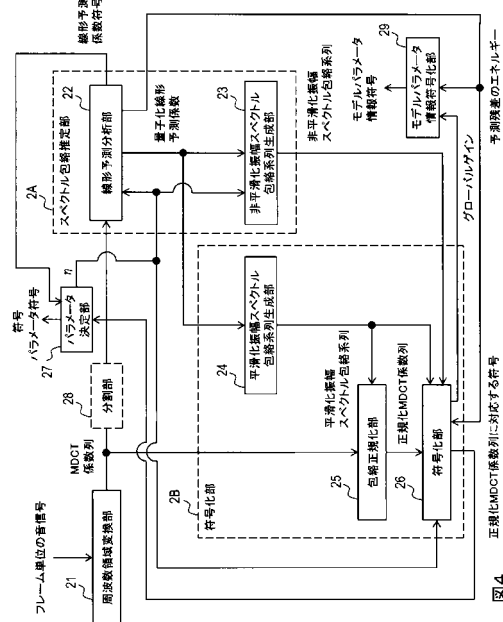 フレーム単位の音信号
21
周波数領域変換部
MDCT
係数列
28
分割部
27
パラメータ
決定部
符号
パラメータ符号
η
線形予測
係数符号
2A
スペクトル包絡推定部
22
線形予測分析部
量子化線形
予測係数
23
非平滑化振幅スペクトル
包絡系列生成部
非平滑化振幅
スペクトル包絡系列
2B
符号化部
24
平滑化振幅スペクトル
包絡系列生成部
平滑化振幅
スペクトル包絡系列
25
包絡正規化部
正規化MDCT係数列
26
符号化部
29
モデルパラメータ
情報符号化部
モデルパラメータ
情報符号
グローバルゲイン
予測残差のエネルギー
正規化MDCT係数列に対応する符号
図4